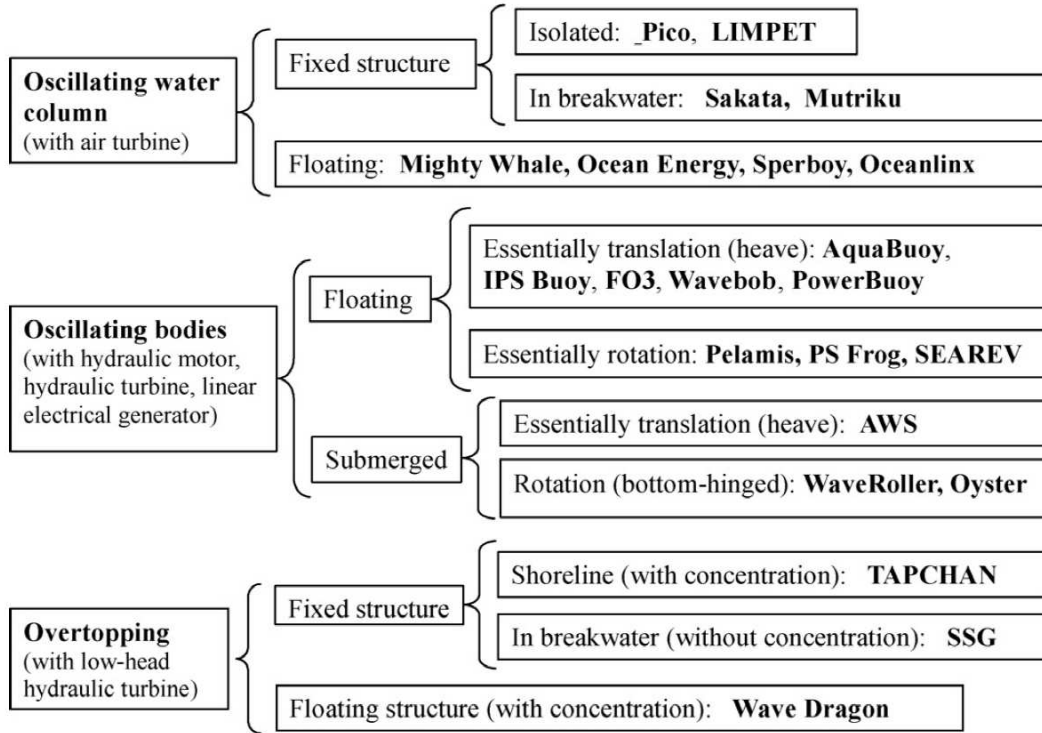 Oscillating water
column
(with air turbine)
Fixed structure
Isolated: _Pico, LIMPET
In breakwater: Sakata, Mutriku
Floating: Mighty Whale, Ocean Energy, Sperboy, Oceanlinx
Oscillating bodies
(with hydraulic motor,
hydraulic turbine, linear
electrical generator)
Floating
Essentially translation (heave): AquaBuoy,
IPS Buoy, FO3, Wavebob, PowerBuoy
Essentially rotation: Pelamis, PS Frog, SEAREV
Submerged
Essentially translation (heave): AWS
Rotation (bottom-hinged): WaveRoller, Oyster
Overtopping
(with low-head
hydraulic turbine)
Fixed structure
Shoreline (with concentration): TAPCHAN
In breakwater (without concentration): SSG
Floating structure (with concentration): Wave Dragon